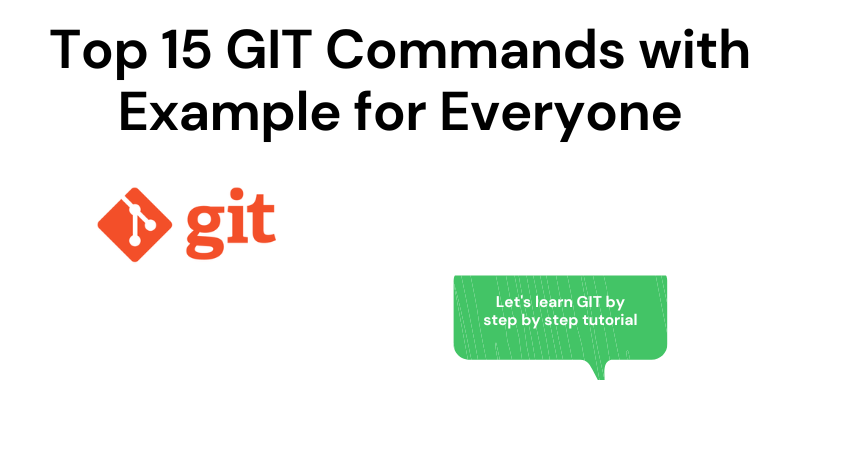 Top 15 GIT Commands with
Example for Everyone
git
Let's learn GIT by
step by step tutorial